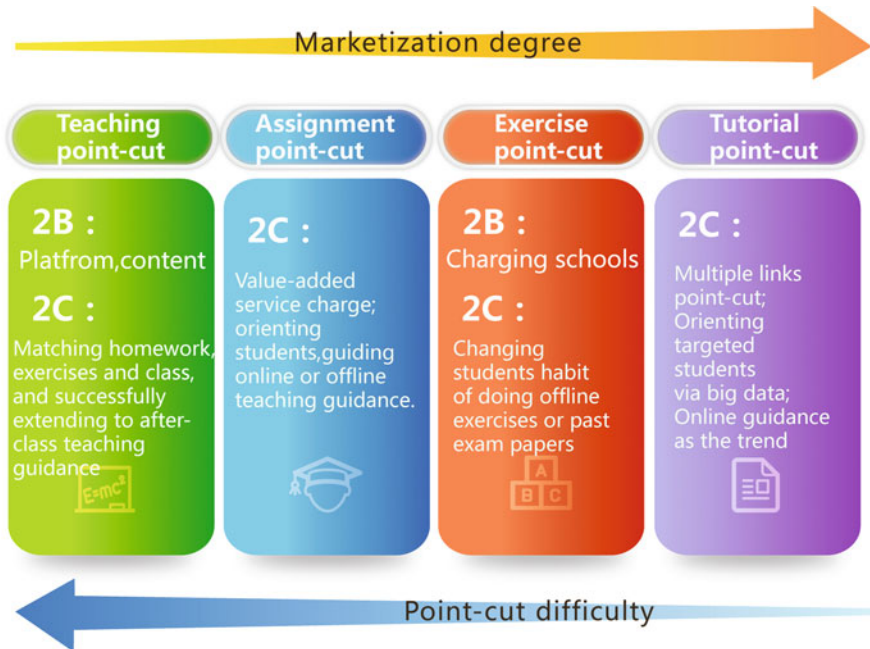 Marketization degree
Teaching
point-cut
Assignment
point-cut
Exercise
point-cut
Tutorial
point-cut
2B :
Platfrom,content
2C :
Matching homework,
exercises and class,
and successfully
extending to after-
class teaching
guidance
E=mc²
2C :
Value-added
service charge;
orienting
students,guiding
online or offline
teaching guidance.
2B :
Charging schools
2C :
Changing
students habit
of doing offline
exercises or past
exam papers
A
B C
2C :
Multiple links
point-cut;
Orienting
targeted
students
via big data;
Online guidance
as the trend
Point-cut difficulty